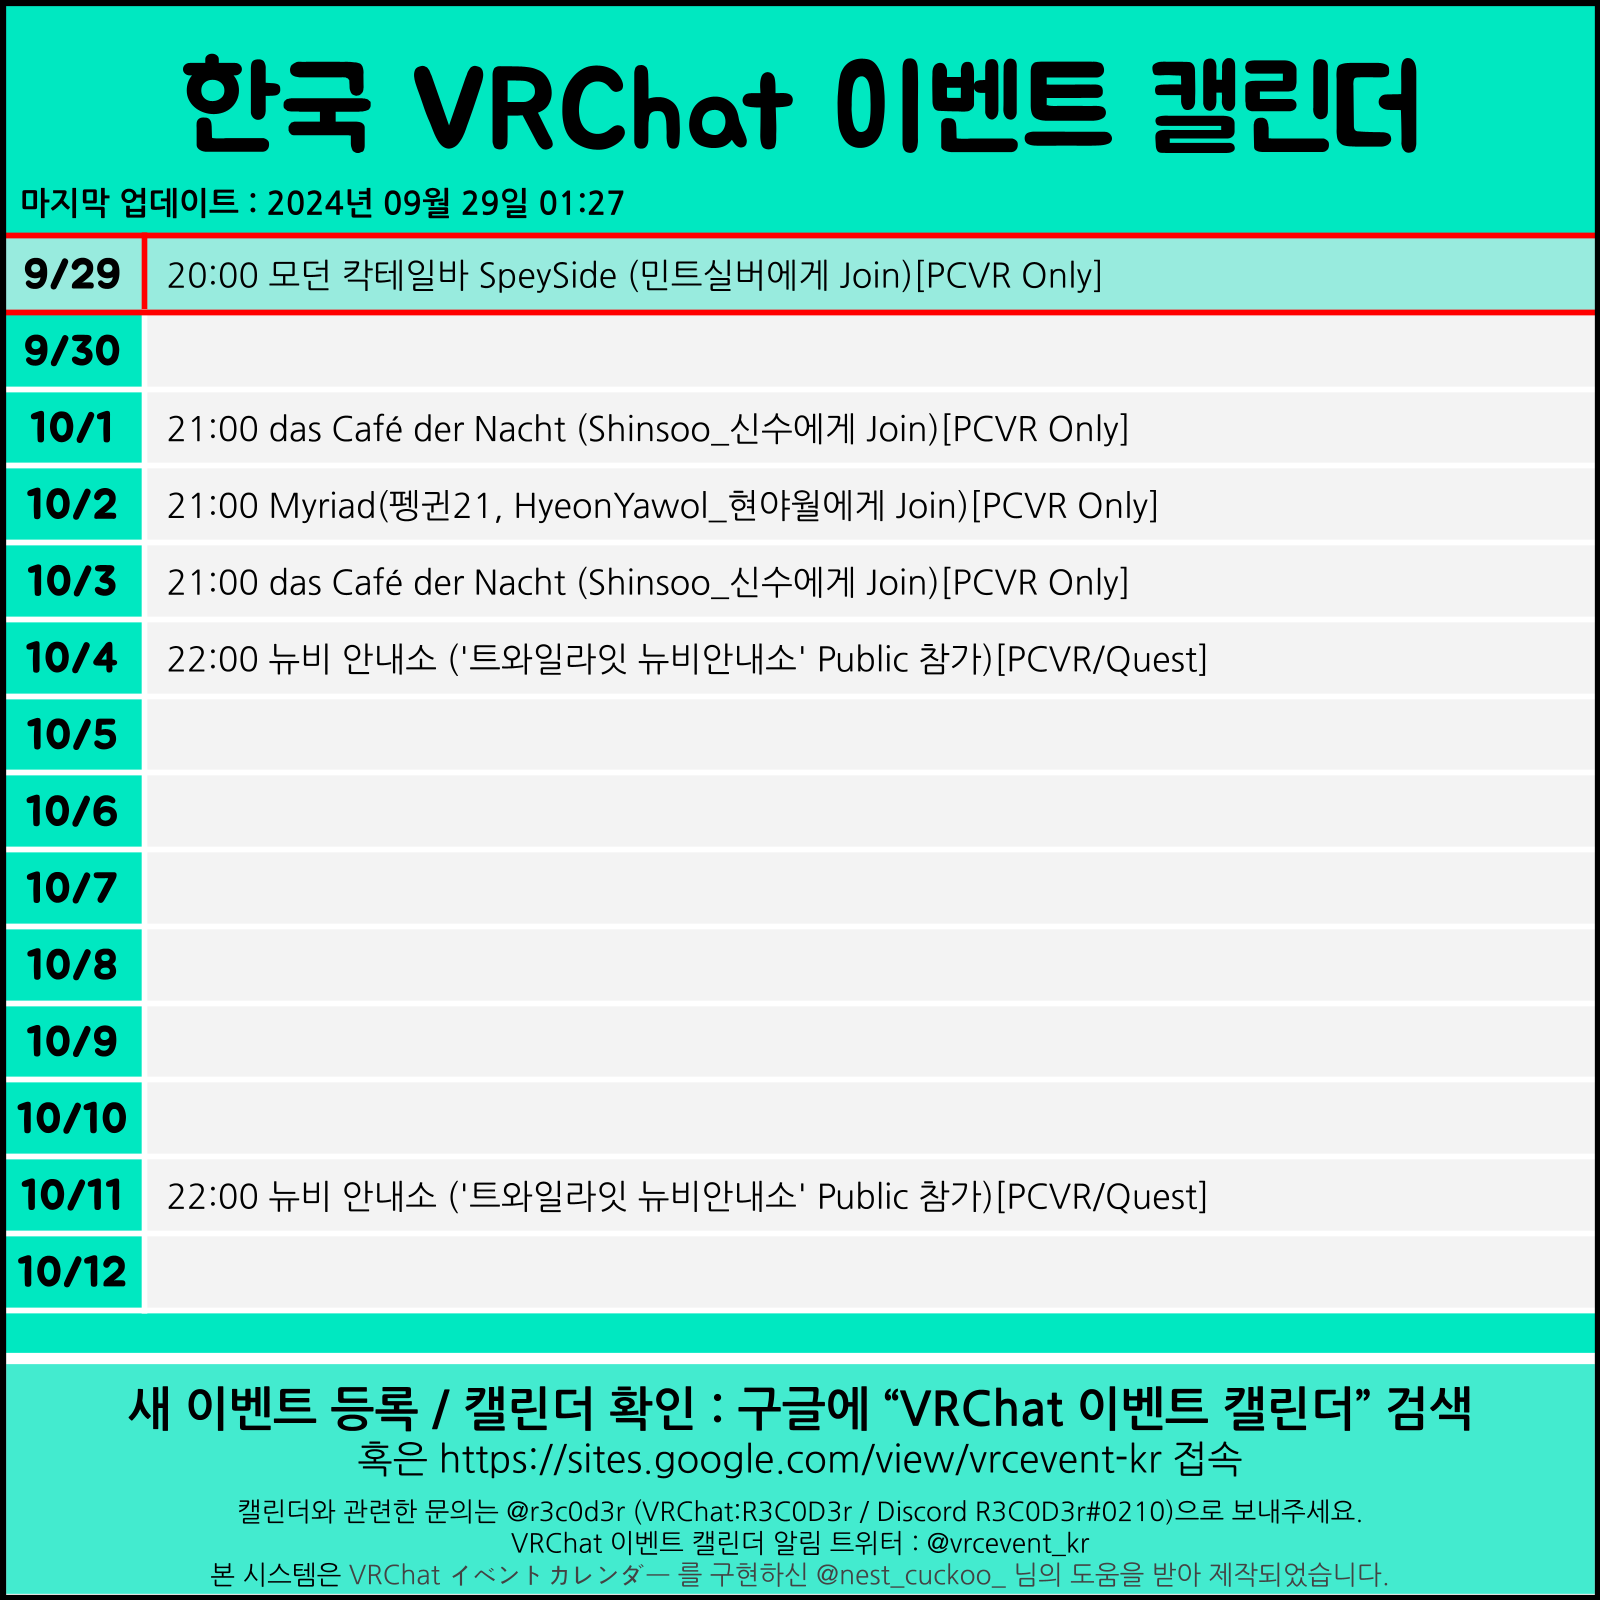 한국 VRChat 이벤트 캘린더
마지막 업데이트 : 2024년 09월 29일 01:27
9/29 20:00 모던 칵테일바 SpeySide (민트실버에게 Join)[PCVR Only]
9/30
10/1 21:00 das Café der Nacht (Shinsoo_신수에게 Join)[PCVR Only]
10/2 21:00 Myriad(펭귄21, HyeonYawol_현야월에게 Join)[PCVR Only]
10/3 21:00 das Café der Nacht (Shinsoo_신수에게 Join)[PCVR Only]
10/4 22:00 뉴비 안내소 ('트와일라잇 뉴비안내소' Public 참가)[PCVR/Quest]
10/5
10/6
10/7
10/8
10/9
10/10
10/11 22:00 뉴비 안내소 ('트와일라잇 뉴비안내소' Public 참가)[PCVR/Quest]
10/12
새 이벤트 등록 / 캘린더 확인 : 구글에 “VRChat 이벤트 캘린더” 검색
혹은 https://sites.google.com/view/vrcevent-kr 접속
캘린더와 관련한 문의는 @r3c0d3r (VRChat:R3C0D3r / Discord R3C0D3r#0210)으로 보내주세요.
VRChat 이벤트 캘린더 알림 트위터 : @vrcevent_kr
본 시스템은 VRChat イベントカレンダー 를 구현하신 @nest_cuckoo_ 님의 도움을 받아 제작되었습니다.